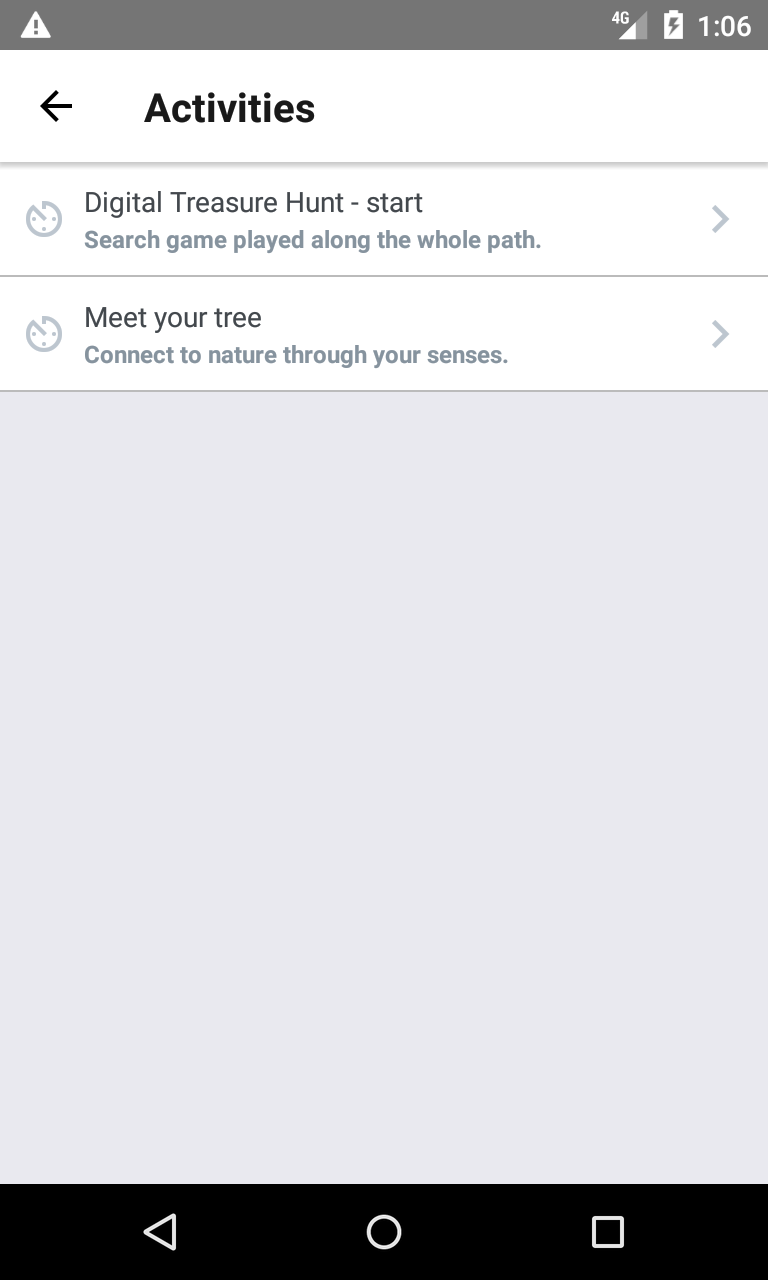 4G 1:06
Activities
Digital Treasure Hunt - start
Search game played along the whole path.
Meet your tree
Connect to nature through your senses.